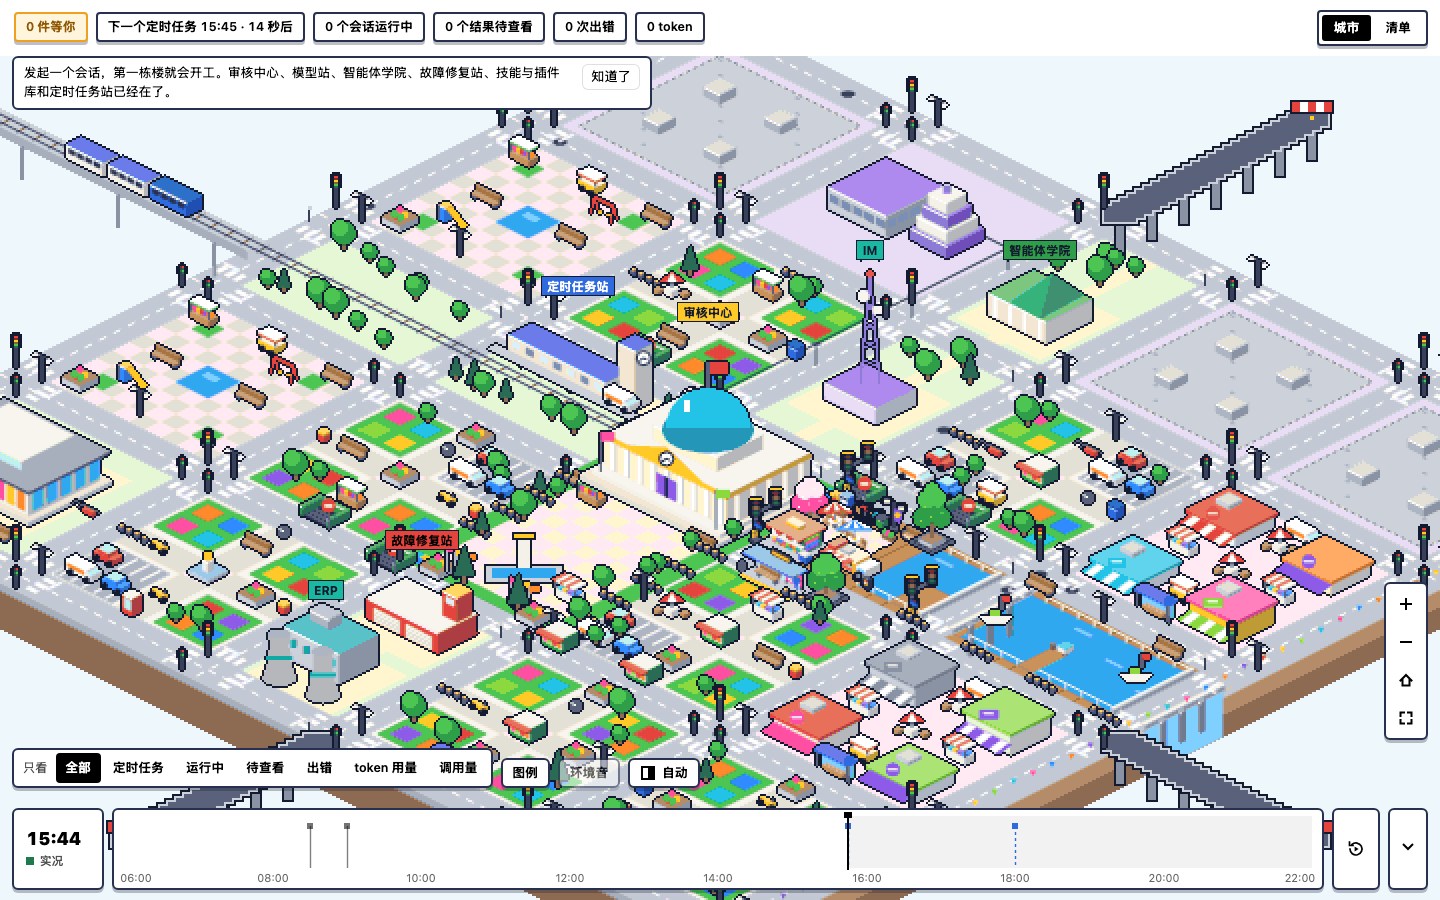 0 件等你
下一个定时任务 15:45 · 14 秒后
0 个会话运行中
0 个结果待查看
0 次出错
0 token
城市
清单
发起一个会话，第一栋楼就会开工。审核中心、模型站、智能体学院、故障修复站、技能与插件
库和定时任务站已经在了。
知道了
IM
智能体学院
定时任务站
审核中心
故障修复站
ERP
只看
全部
定时任务
运行中
待查看
出错
token 用量
调用量
图例
环境音
自动
15:44
实况
06:00
08:00
10:00
12:00
14:00
16:00
18:00
20:00
22:00